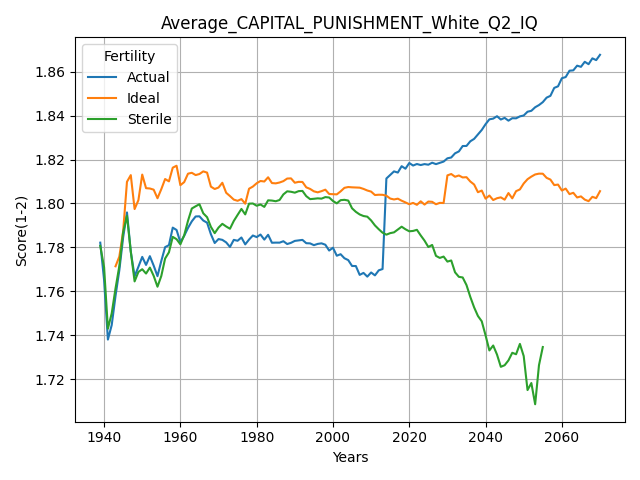 Average_CAPITAL_PUNISHMENT_White_Q2_IQ
Fertility
Actual
Ideal
Sterile
Score(1-2)
1.86
1.84
1.82
1.80
1.78
1.76
1.74
1.72
1940 1960 1980 2000 2020 2040 2060
Years